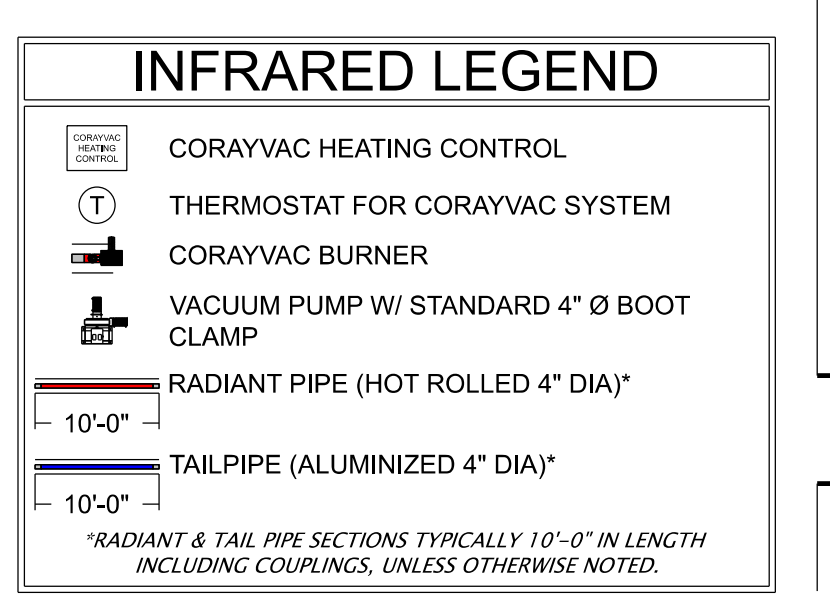 INFRARED LEGEND
CORAYVAC
HEATING
CONTROL
CORAYVAC HEATING CONTROL
T
THERMOSTAT FOR CORAYVAC SYSTEM
CORAYVAC BURNER
VACUUM PUMP W/ STANDARD 4" Ø BOOT
CLAMP
RADIANT PIPE (HOT ROLLED 4" DIA)*
10'-0"
TAILPIPE (ALUMINIZED 4" DIA)*
10'-0"
*RADIANT & TAIL PIPE SECTIONS TYPICALLY 10'-0" IN LENGTH
INCLUDING COUPLINGS, UNLESS OTHERWISE NOTED.